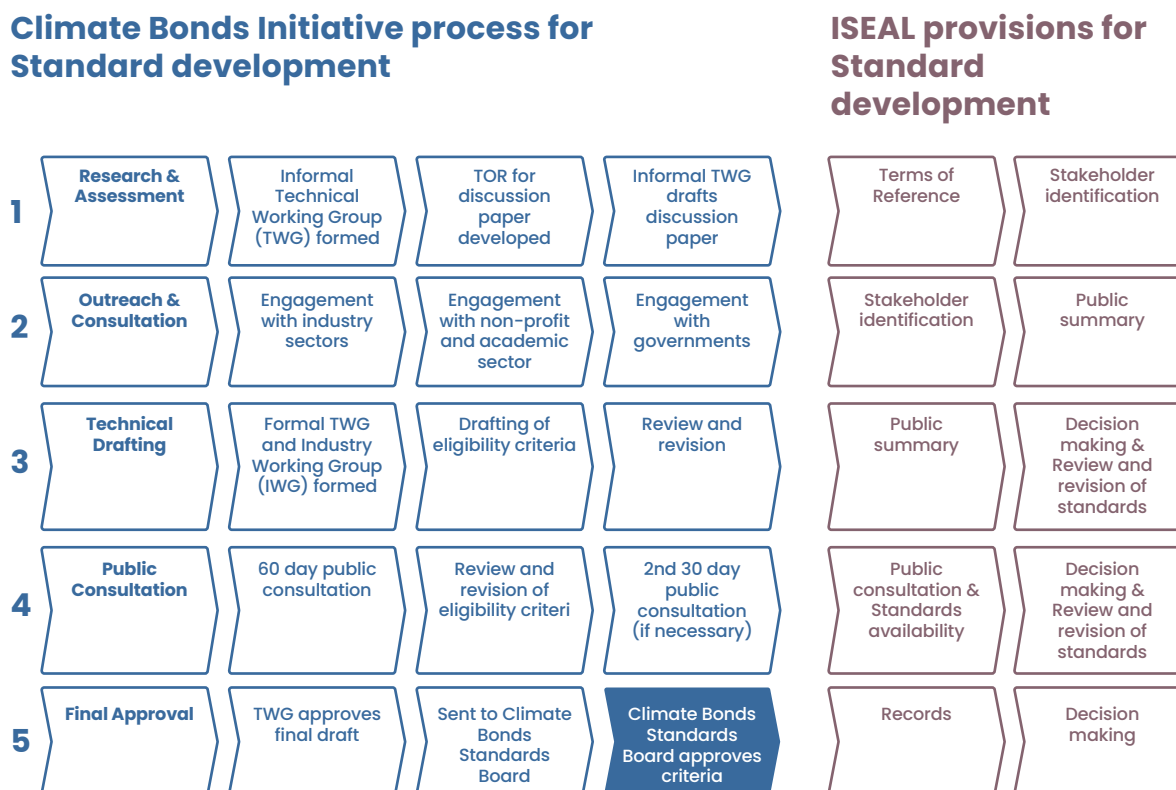 Climate Bonds Initiative process for
Standard development
ISEAL provisions for
Standard
development
1
Research &
Assessment
Informal
Technical
Working Group
(TWG) formed
TOR for
discussion
paper
developed
Informal TWG
drafts
discussion
paper
Terms of
Reference
Stakeholder
identification
2
Outreach &
Consultation
Engagement
with industry
sectors
Engagement
with non-profit
and academic
sector
Engagement
with
governments
Stakeholder
identification
Public
summary
3
Technical
Drafting
Formal TWG
and Industry
Working Group
(IWG) formed
Drafting of
eligibility criteria
Review and
revision
Public
summary
Decision
making &
Review and
revision of
standards
4
Public
Consultation
60 day public
consultation
Review and
revision of
eligibility criteri
2nd 30 day
public
consultation
(if necessary)
Public
consultation &
Standards
availability
Decision
making &
Review and
revision of
standards
5
Final Approval
TWG approves
final draft
Sent to Climate
Bonds
Standards
Board
Climate Bonds
Standards
Board approves
criteria
Records
Decision
making